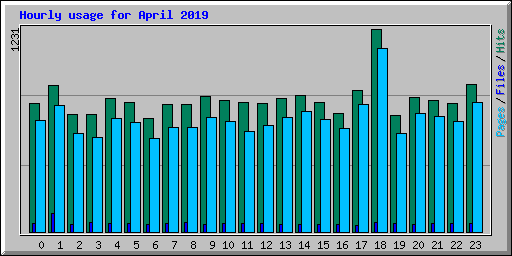 Hourly usage for April 2019
1231
Pages/Files/Hits
0 1 2 3 4 5 6 7 8 9 10 11 12 13 14 15 16 17 18 19 20 21 22 23